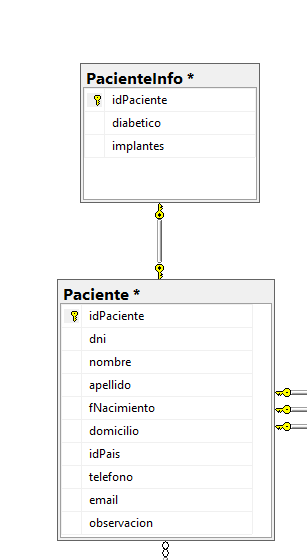 PacienteInfo *
idPaciente
diabetico
implantes
Paciente *
idPaciente
dni
nombre
apellido
fNacimiento
domicilio
idPais
telefono
email
observacion